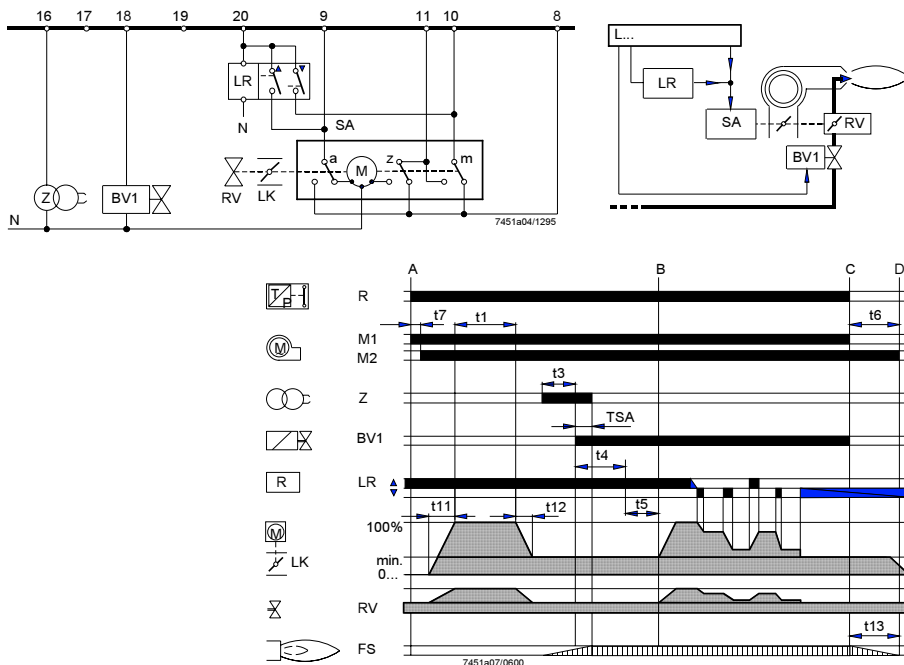 16 17 18 19 20 9 11 10 8
LR
N
SA
a M z m
RV LK
Z BV1
N
7451a04/1295
L...
LR
SA RV
BV1
A B C D
R
t7 t1 t6
M1
M M2
t3
Z
TSA
BV1
t4
R LR
t11 t12 t5
100%
M
LK min.
0...
RV
t13
FS
7451a07/0600